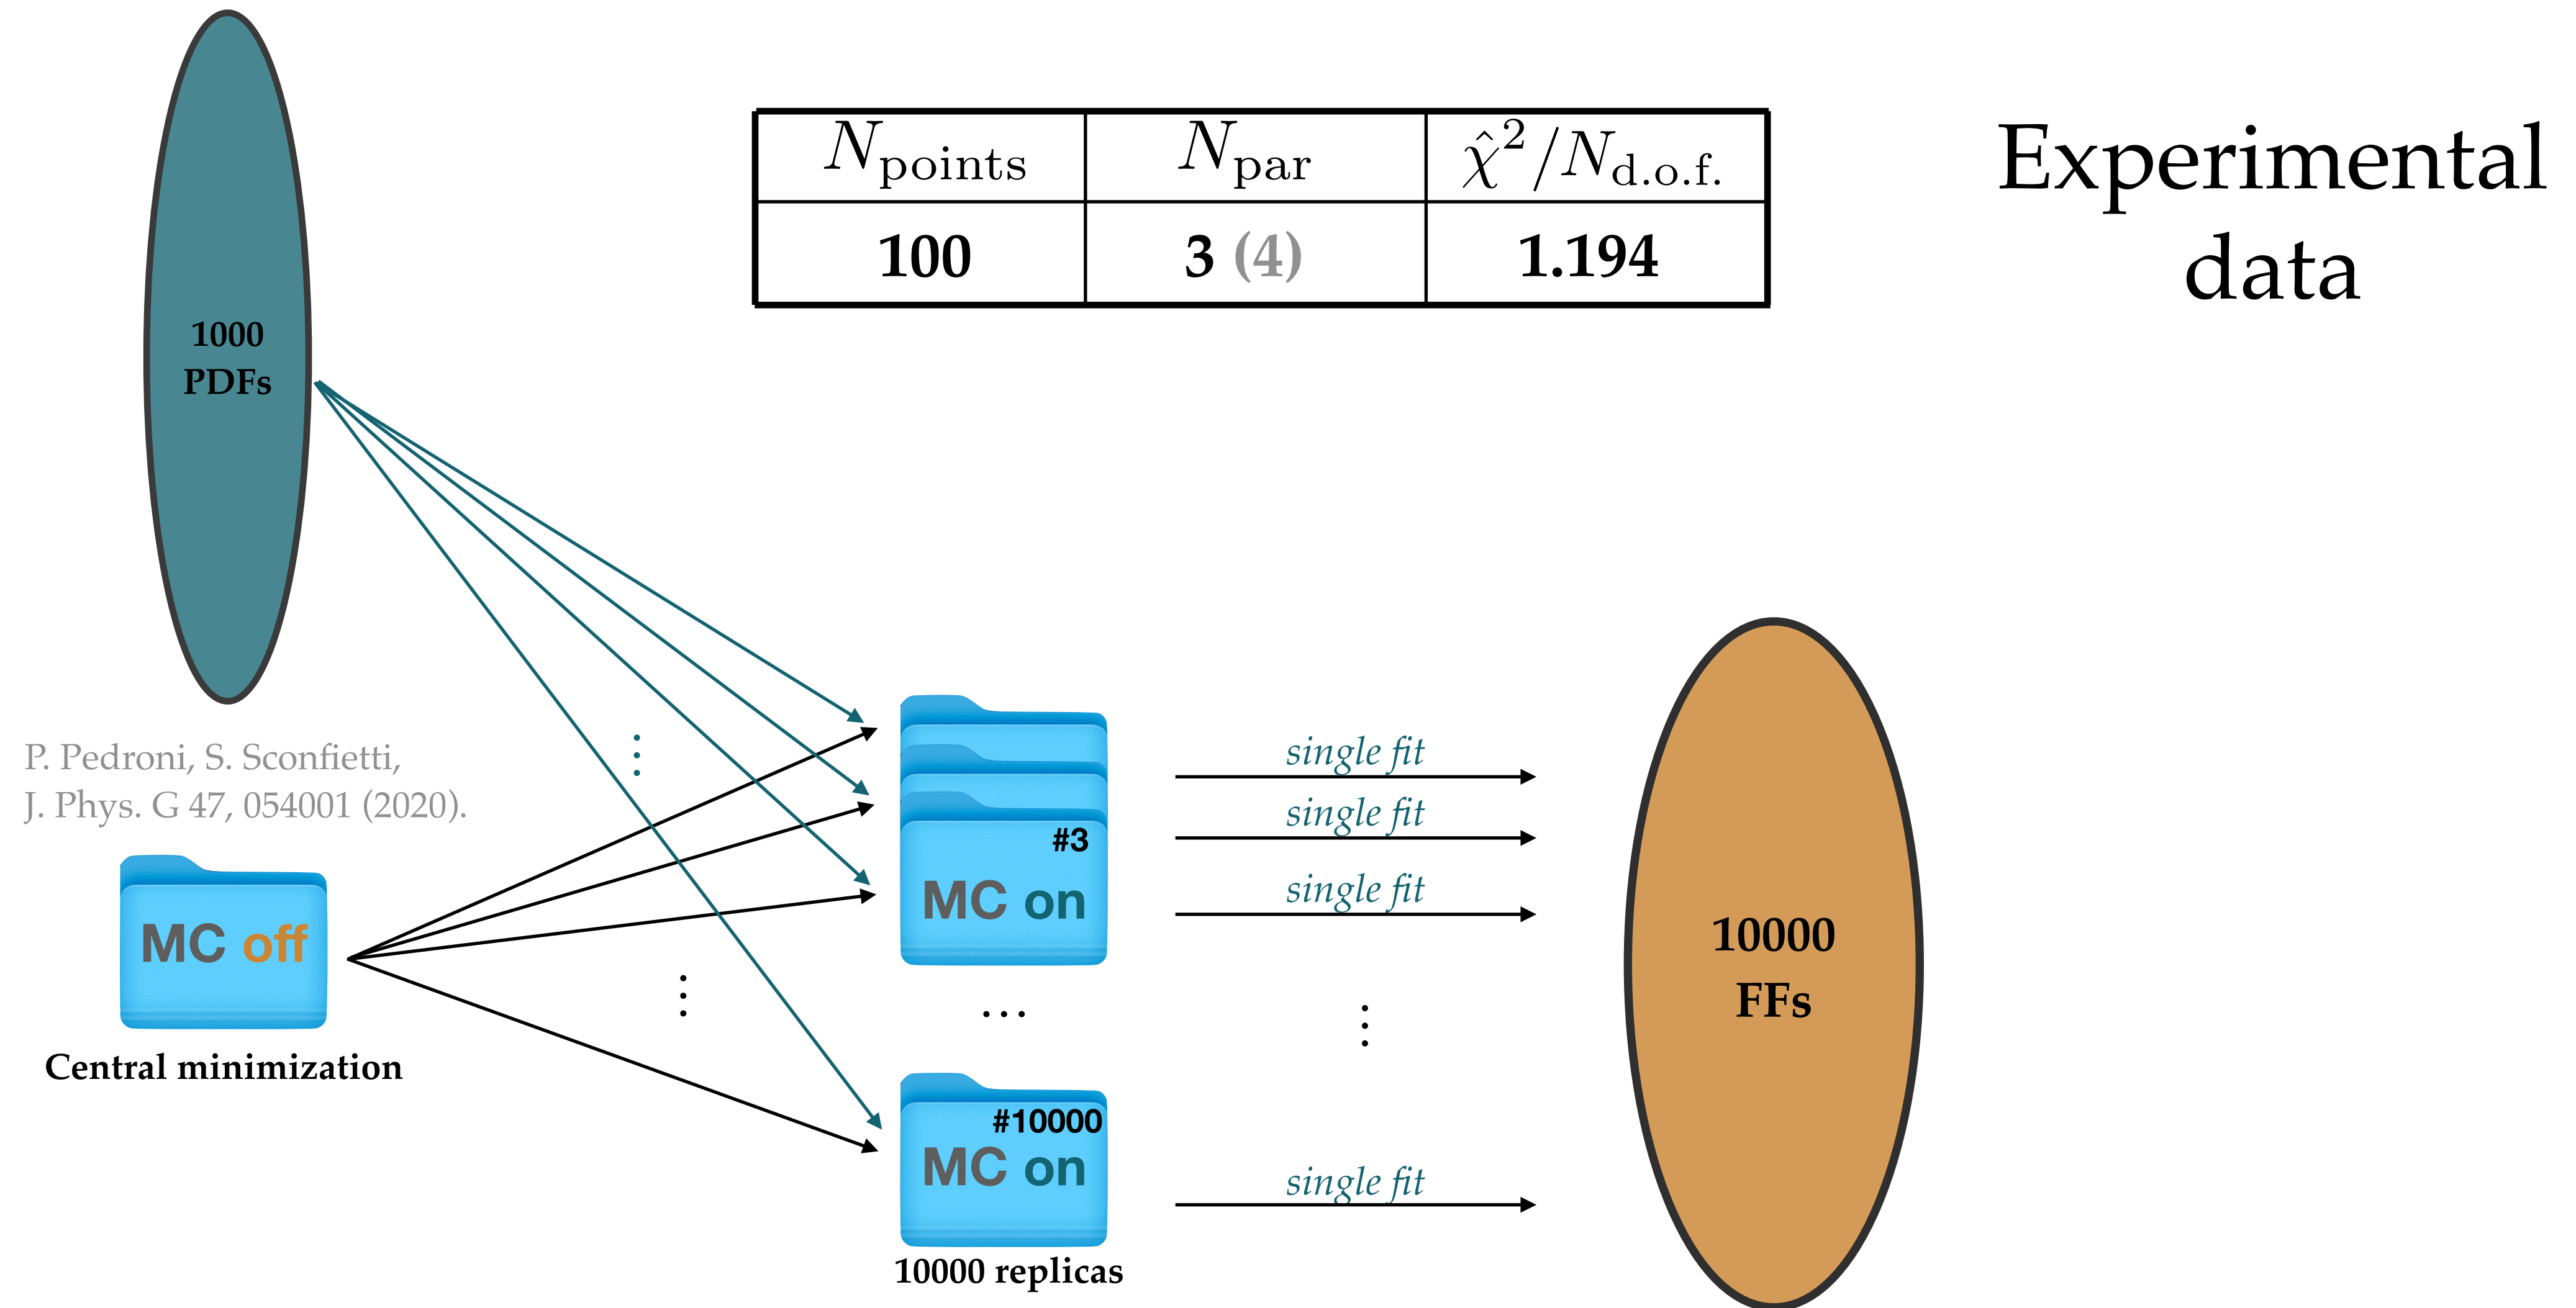 1000
PDFs
N_points N_par χ̂²/N_d.o.f.
100 3 (4) 1.194
Experimental
data
P. Pedroni, S. Sconfietti,
J. Phys. G 47, 054001 (2020).
MC off
Central minimization
⋮
⋮
#3
MC on
...
#10000
MC on
10000 replicas
single fit
single fit
single fit
⋮
single fit
10000
FFs